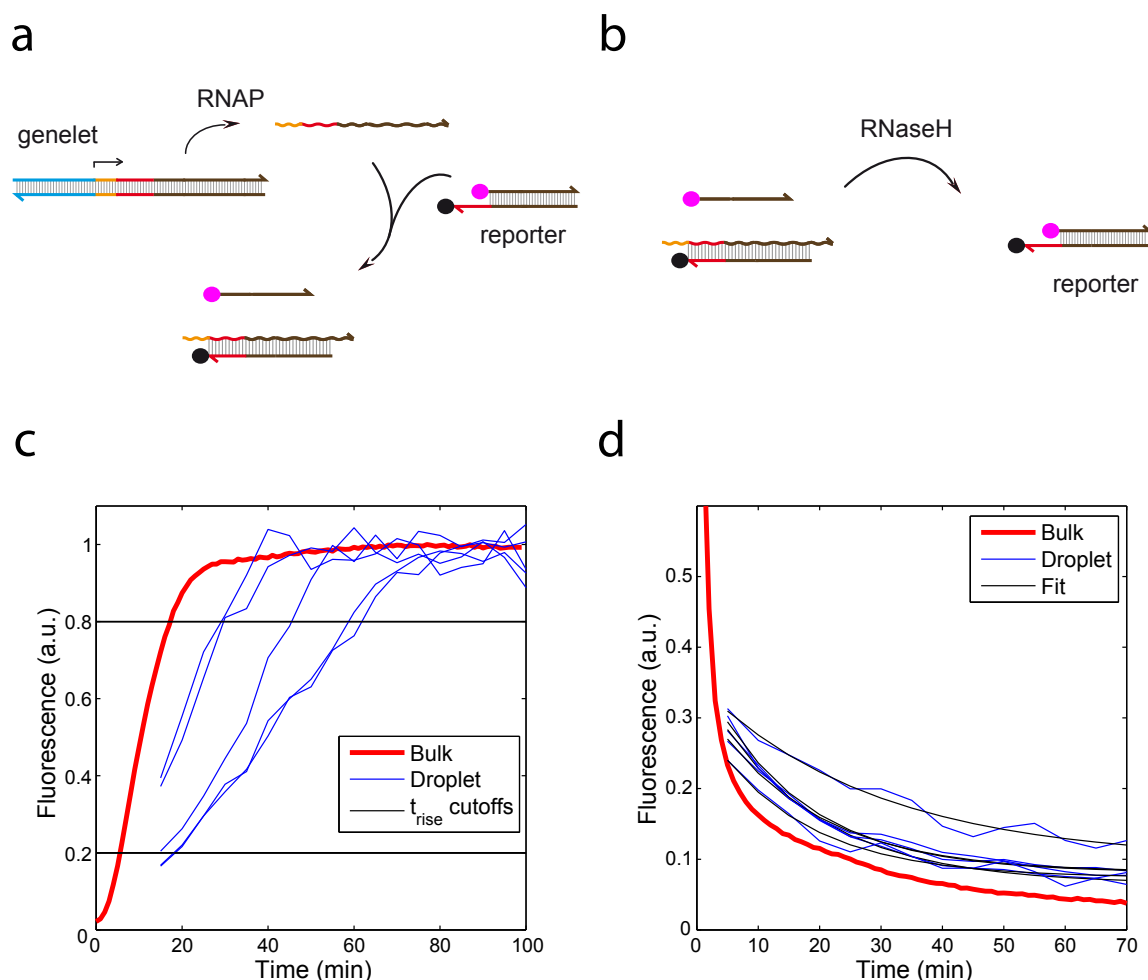 a
RNAP
genelet
reporter
b
RNaseH
reporter
c
Fluorescence (a.u.)
1
0.8
0.6
0.4
0.2
0
0
20
40
60
80
100
Time (min)
Bulk
Droplet
t_rise cutoffs
d
Fluorescence (a.u.)
0.5
0.4
0.3
0.2
0.1
0
0
10
20
30
40
50
60
70
Time (min)
Bulk
Droplet
Fit